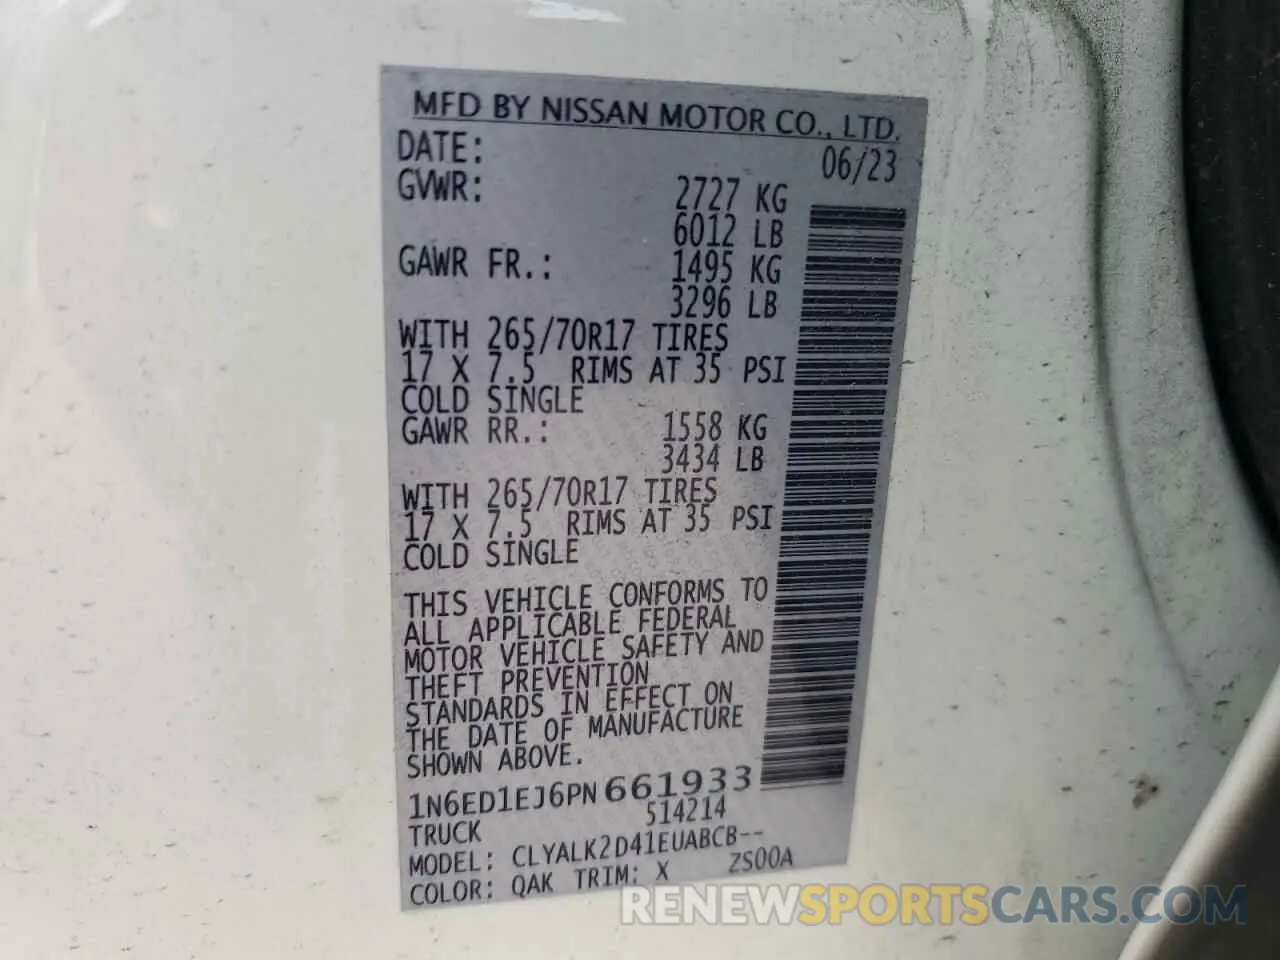 MFD BY NISSAN MOTOR CO., LTD.
DATE: 06/23
GVWR: 2727 KG
6012 LB
GAWR FR.: 1495 KG
3296 LB
WITH 265/70R17 TIRES
17 X 7.5 RIMS AT 35 PSI
COLD SINGLE
GAWR RR.: 1558 KG
3434 LB
WITH 265/70R17 TIRES
17 X 7.5 RIMS AT 35 PSI
COLD SINGLE
THIS VEHICLE CONFORMS TO
ALL APPLICABLE FEDERAL
MOTOR VEHICLE SAFETY AND
THEFT PREVENTION
STANDARDS IN EFFECT ON
THE DATE OF MANUFACTURE
SHOWN ABOVE.
1N6ED1EJ6PN661933
TRUCK 514214
MODEL: CLYALK2D41EUABCB--
COLOR: QAK TRIM: X ZS00A
RENEWSPORTSCARS.COM